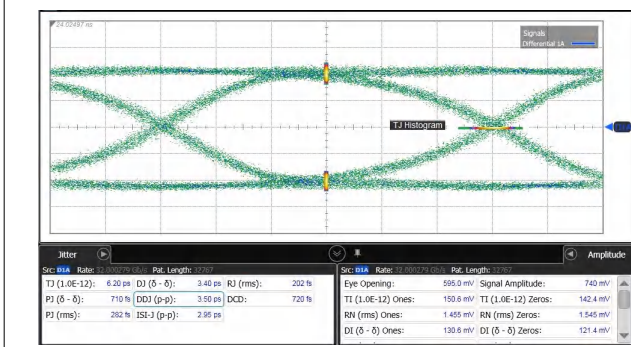 24.02497 ns
Signals
Differential 1A
TJ Histogram
Jitter
Amplitude
Src: D1A Rate: 32.000279 Gb/s Pat. Length: 32767
Src: D1A Rate: 32.000279 Gb/s Pat. Length: 32767
TJ (1.0E-12): 6.20 ps DJ (δ - δ): 3.40 ps RJ (rms): 202 fs
PJ (δ - δ): 710 fs DDJ (p-p): 3.50 ps DCD: 720 fs
PJ (rms): 282 fs ISI-J (p-p): 2.95 ps
Eye Opening: 595.0 mV Signal Amplitude: 740 mV
TI (1.0E-12) Ones: 150.6 mV TI (1.0E-12) Zeros: 142.4 mV
RN (rms) Ones: 1.455 mV RN (rms) Zeros: 1.545 mV
DI (δ - δ) Ones: 130.6 mV DI (δ - δ) Zeros: 121.4 mV